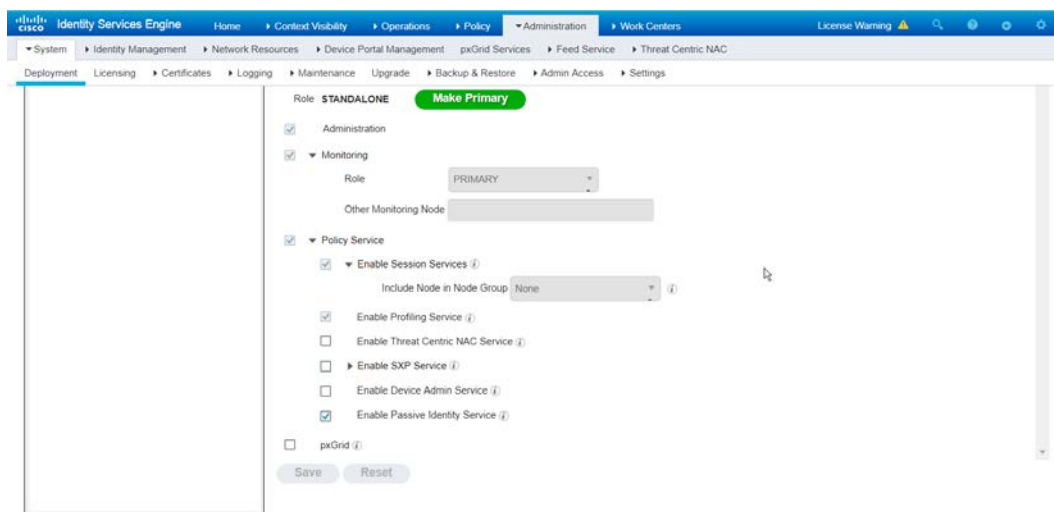 cisco Identity Services Engine Home Context Visibility Operations Policy Administration Work Centers License Warning
System Identity Management Network Resources Device Portal Management pxGrid Services Feed Service Threat Centric NAC
Deployment Licensing Certificates Logging Maintenance Upgrade Backup & Restore Admin Access Settings
Role STANDALONE Make Primary
Administration
Monitoring
Role PRIMARY
Other Monitoring Node
Policy Service
Enable Session Services
Include Node in Node Group None
Enable Profiling Service
Enable Threat Centric NAC Service
Enable SXP Service
Enable Device Admin Service
Enable Passive Identity Service
pxGrid
Save Reset